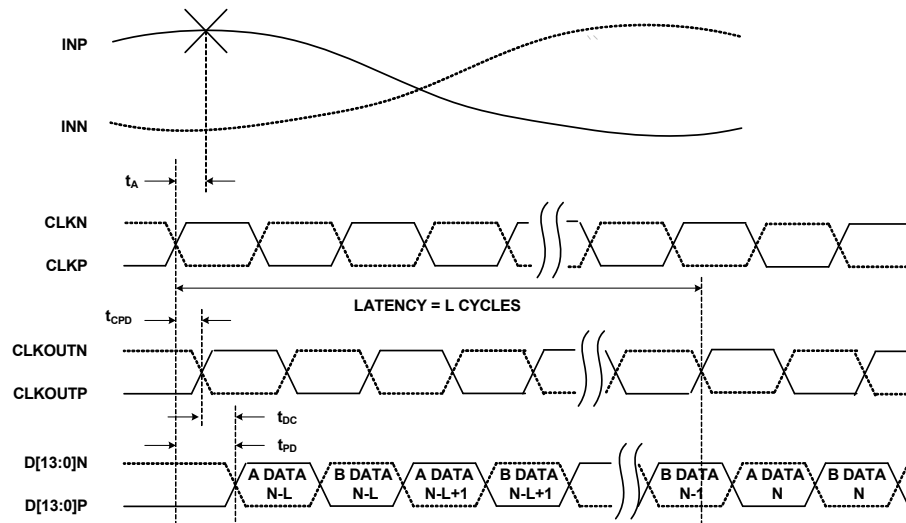 INP
INN
tA
CLKN
CLKP
LATENCY = L CYCLES
tCPD
CLKOUTN
CLKOUTP
tDC
tPD
D[13:0]N
D[13:0]P
A DATA
N-L
B DATA
N-L
A DATA
N-L+1
B DATA
N-L+1
B DATA
N-1
A DATA
N
B DATA
N